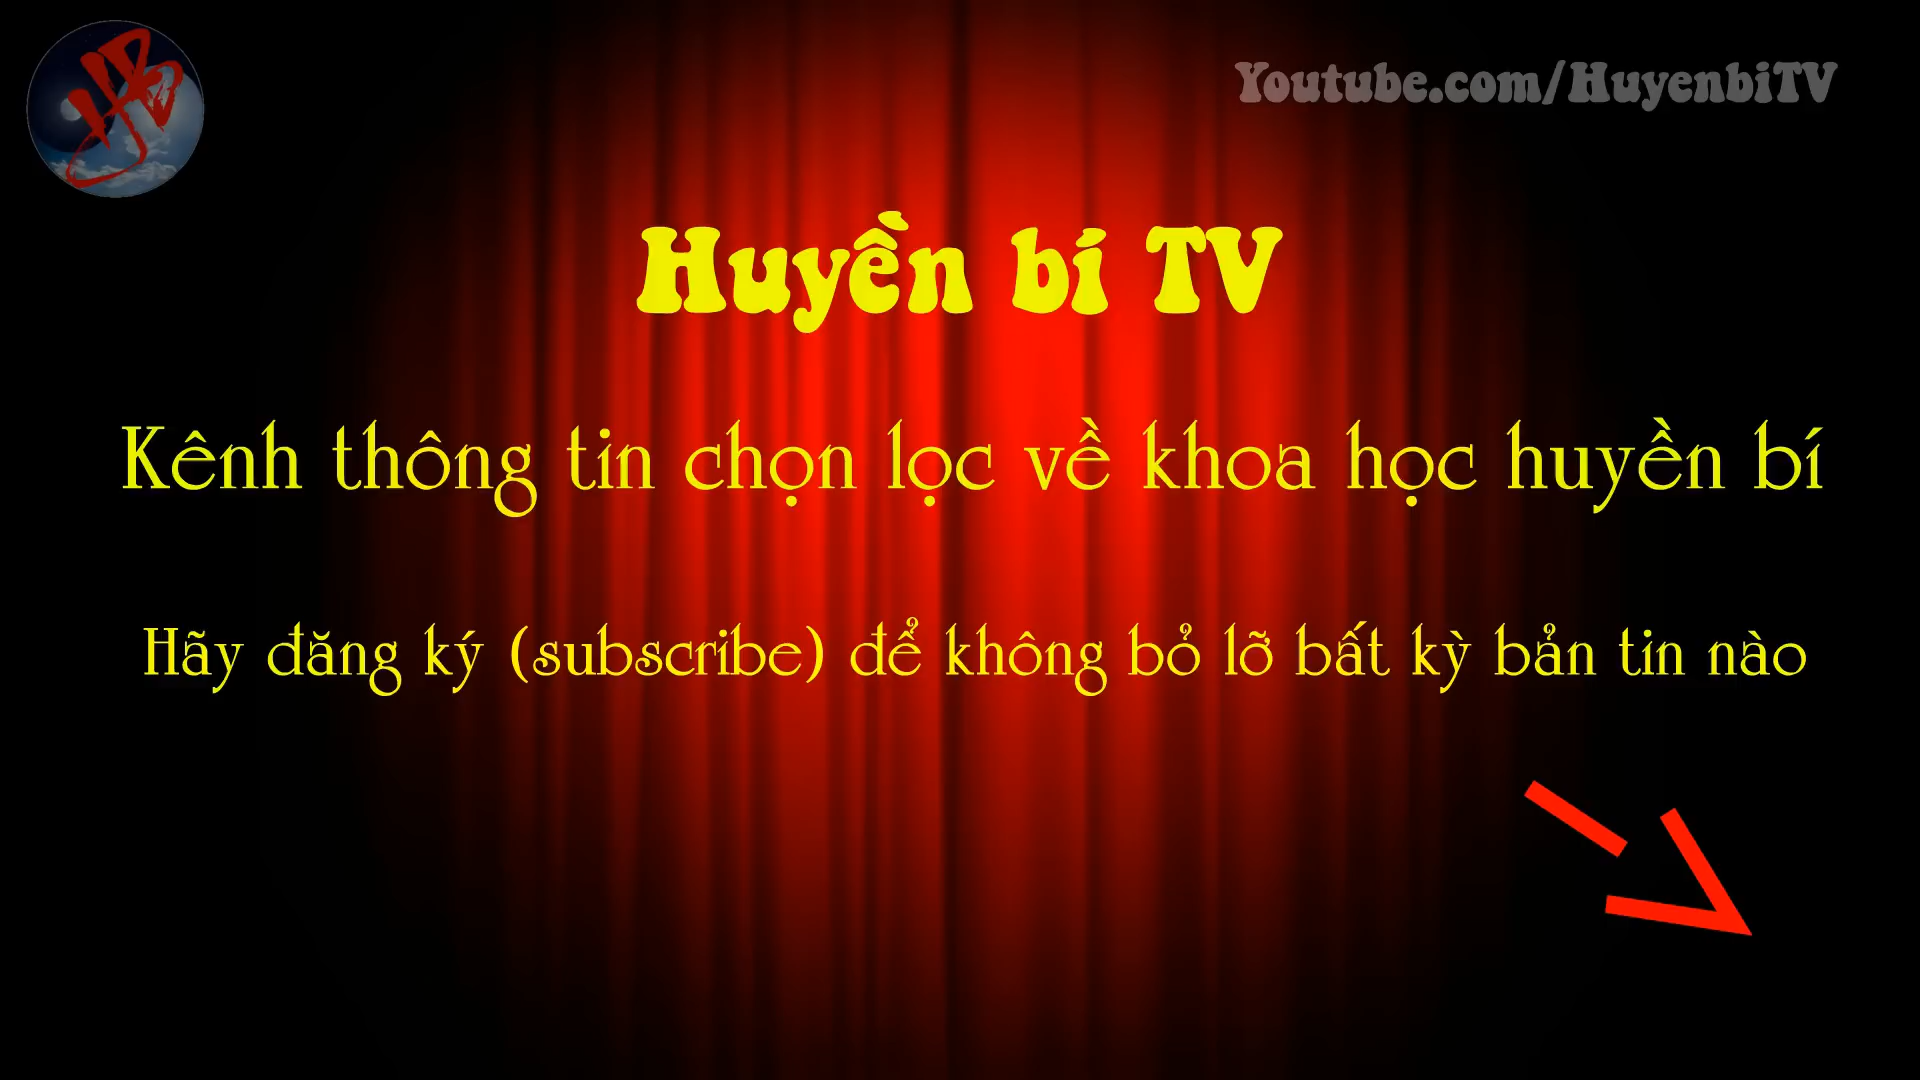 HB
Youtube.com/HuyenbiTV
Huyền bí TV
Kênh thông tin chọn lọc về khoa học huyền bí
Hãy đăng ký (subscribe) để không bỏ lỡ bất kỳ bản tin nào